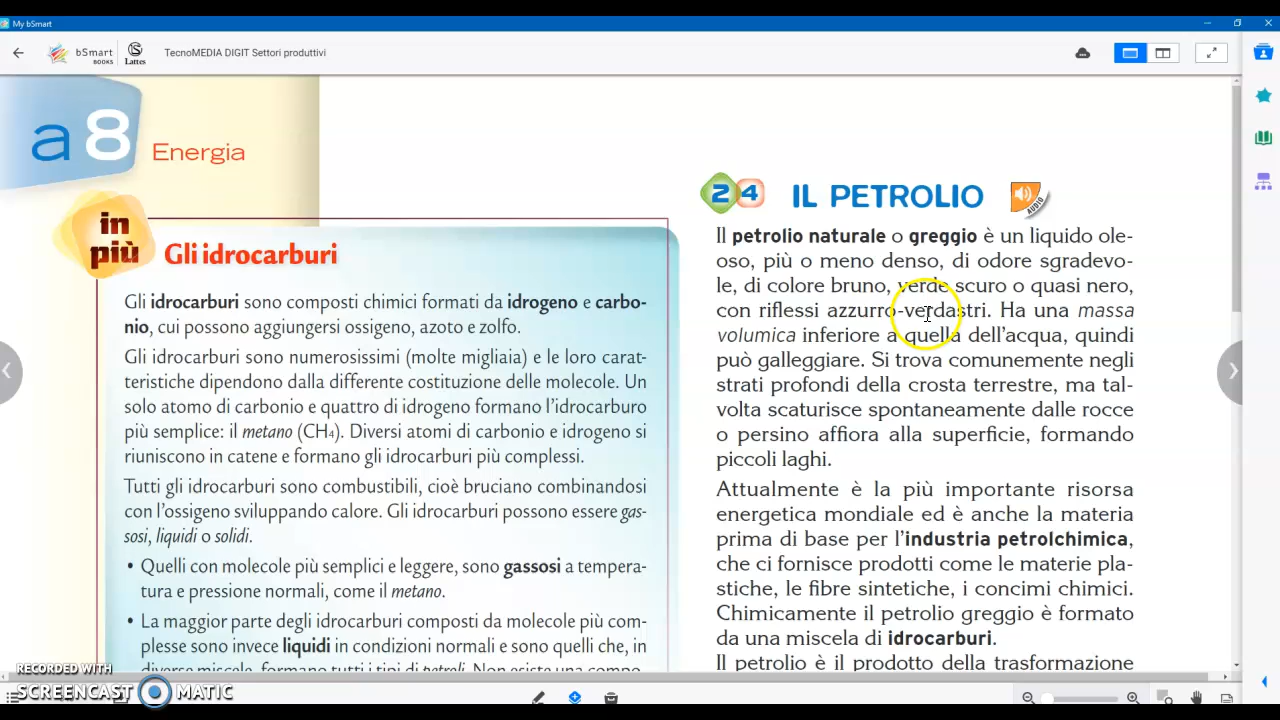 My bSmart
bSmart BOOKS Lattes TecnoMEDIA DIGIT Settori produttivi
a8 Energia
in più
Gli idrocarburi
Gli idrocarburi sono composti chimici formati da idrogeno e carbo-
nio, cui possono aggiungersi ossigeno, azoto e zolfo.
Gli idrocarburi sono numerosissimi (molte migliaia) e le loro carat-
teristiche dipendono dalla differente costituzione delle molecole. Un
solo atomo di carbonio e quattro di idrogeno formano l'idrocarburo
più semplice: il metano (CH₄). Diversi atomi di carbonio e idrogeno si
riuniscono in catene e formano gli idrocarburi più complessi.
Tutti gli idrocarburi sono combustibili, cioè bruciano combinandosi
con l'ossigeno sviluppando calore. Gli idrocarburi possono essere gas-
sosi, liquidi o solidi.
• Quelli con molecole più semplici e leggere, sono gassosi a tempera-
tura e pressione normali, come il metano.
• La maggior parte degli idrocarburi composti da molecole più com-
plesse sono invece liquidi in condizioni normali e sono quelli che, in
diverse miscele, formano tutti i tipi di petroli. Non esiste una compo-
24 IL PETROLIO
AUDIO
Il petrolio naturale o greggio è un liquido ole-
oso, più o meno denso, di odore sgradevo-
le, di colore bruno, verde scuro o quasi nero,
con riflessi azzurro-verdastri. Ha una massa
volumica inferiore a quella dell'acqua, quindi
può galleggiare. Si trova comunemente negli
strati profondi della crosta terrestre, ma tal-
volta scaturisce spontaneamente dalle rocce
o persino affiora alla superficie, formando
piccoli laghi.
Attualmente è la più importante risorsa
energetica mondiale ed è anche la materia
prima di base per l'industria petrolchimica,
che ci fornisce prodotti come le materie pla-
stiche, le fibre sintetiche, i concimi chimici.
Chimicamente il petrolio greggio è formato
da una miscela di idrocarburi.
Il petrolio è il prodotto della trasformazione
RECORDED WITH
SCREENCAST MATIC